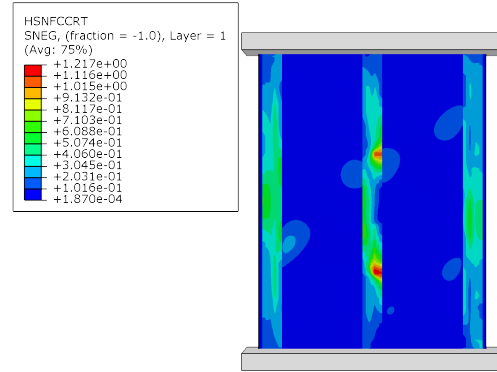 HSNFCCRT
SNEG, (fraction = -1.0), Layer = 1
(Avg: 75%)
+1.217e+00
+1.116e+00
+1.015e+00
+9.132e-01
+8.117e-01
+7.103e-01
+6.088e-01
+5.074e-01
+4.060e-01
+3.045e-01
+2.031e-01
+1.016e-01
+1.870e-04